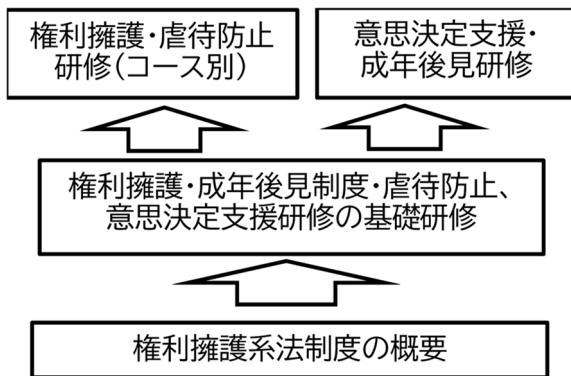 権利擁護・虐待防止
研修(コース別)
意思決定支援・
成年後見研修
権利擁護・成年後見制度・虐待防止、
意思決定支援研修の基礎研修
権利擁護系法制度の概要